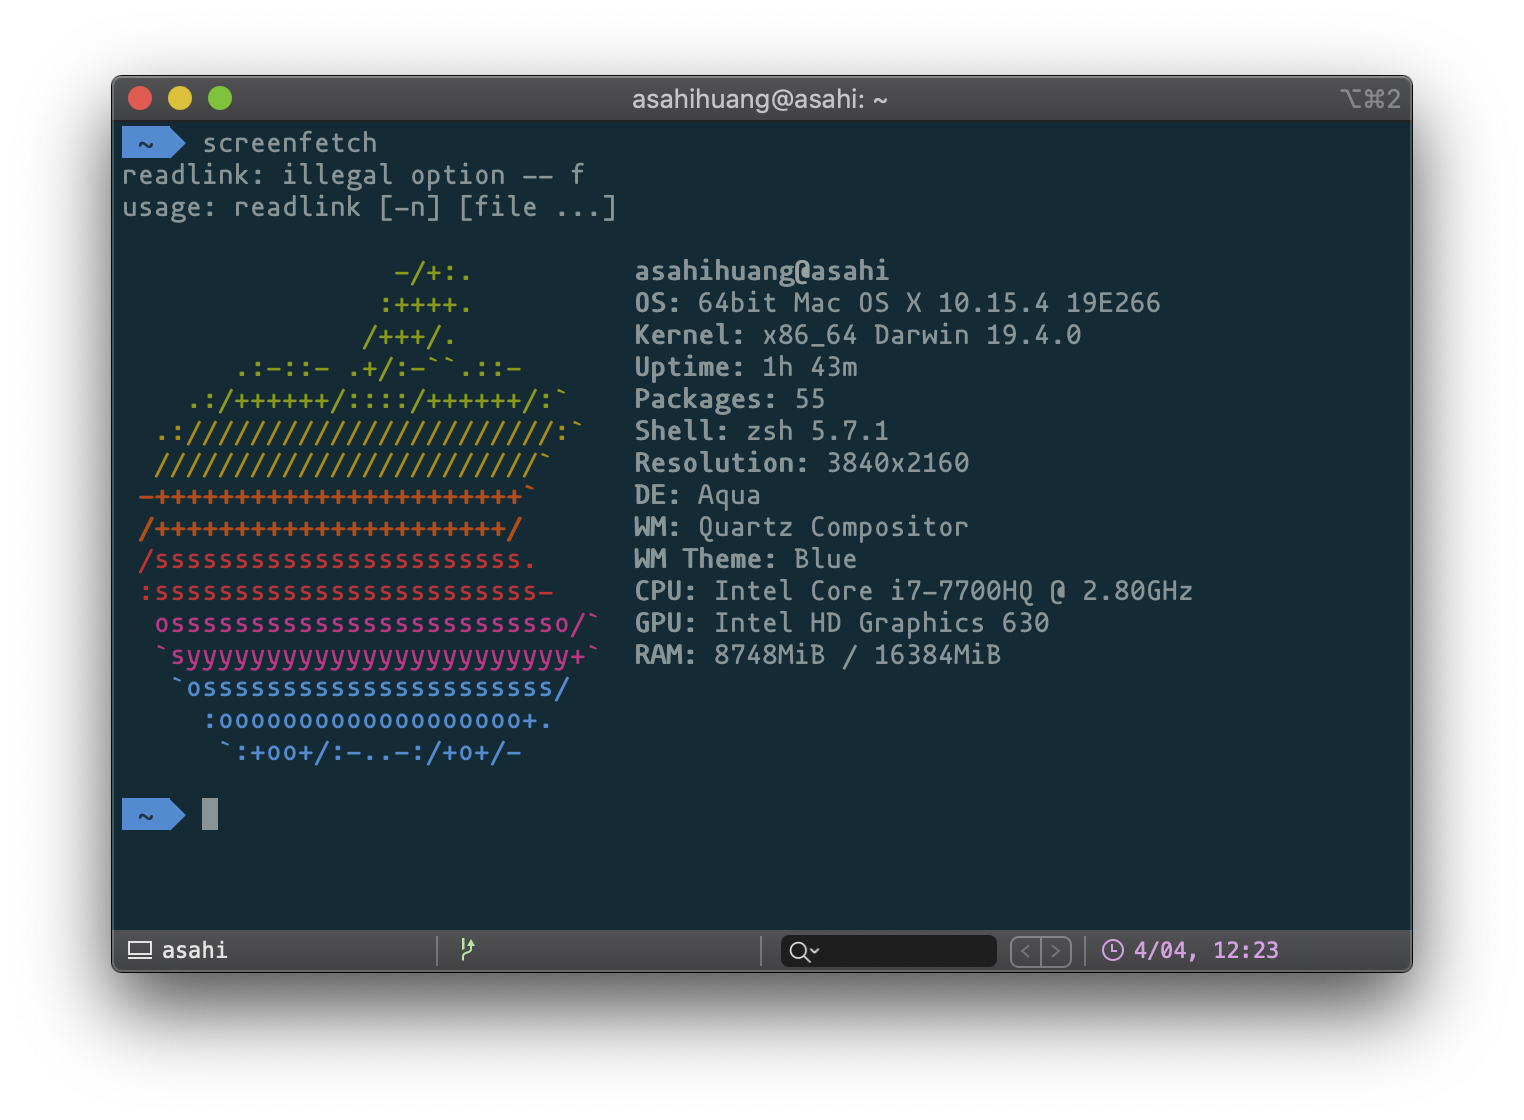 asahihuang@asahi: ~
⌥⌘2
~ screenfetch
readlink: illegal option -- f
usage: readlink [-n] [file ...]
-/+:. asahihuang@asahi
:++++. OS: 64bit Mac OS X 10.15.4 19E266
/+++/. Kernel: x86_64 Darwin 19.4.0
.:-::- .+/:-``.::- Uptime: 1h 43m
.:/++++++/::::/++++++/:` Packages: 55
.:///////////////////////:` Shell: zsh 5.7.1
////////////////////////` Resolution: 3840x2160
-+++++++++++++++++++++++` DE: Aqua
/++++++++++++++++++++++/ WM: Quartz Compositor
/sssssssssssssssssssssss. WM Theme: Blue
:ssssssssssssssssssssssss- CPU: Intel Core i7-7700HQ @ 2.80GHz
osssssssssssssssssssssssso/` GPU: Intel HD Graphics 630
`syyyyyyyyyyyyyyyyyyyyyyyy+` RAM: 8748MiB / 16384MiB
`ossssssssssssssssssssss/
:ooooooooooooooooooo+.
`:+oo+/:-..-:/+o+/-
~
asahi
4/04, 12:23